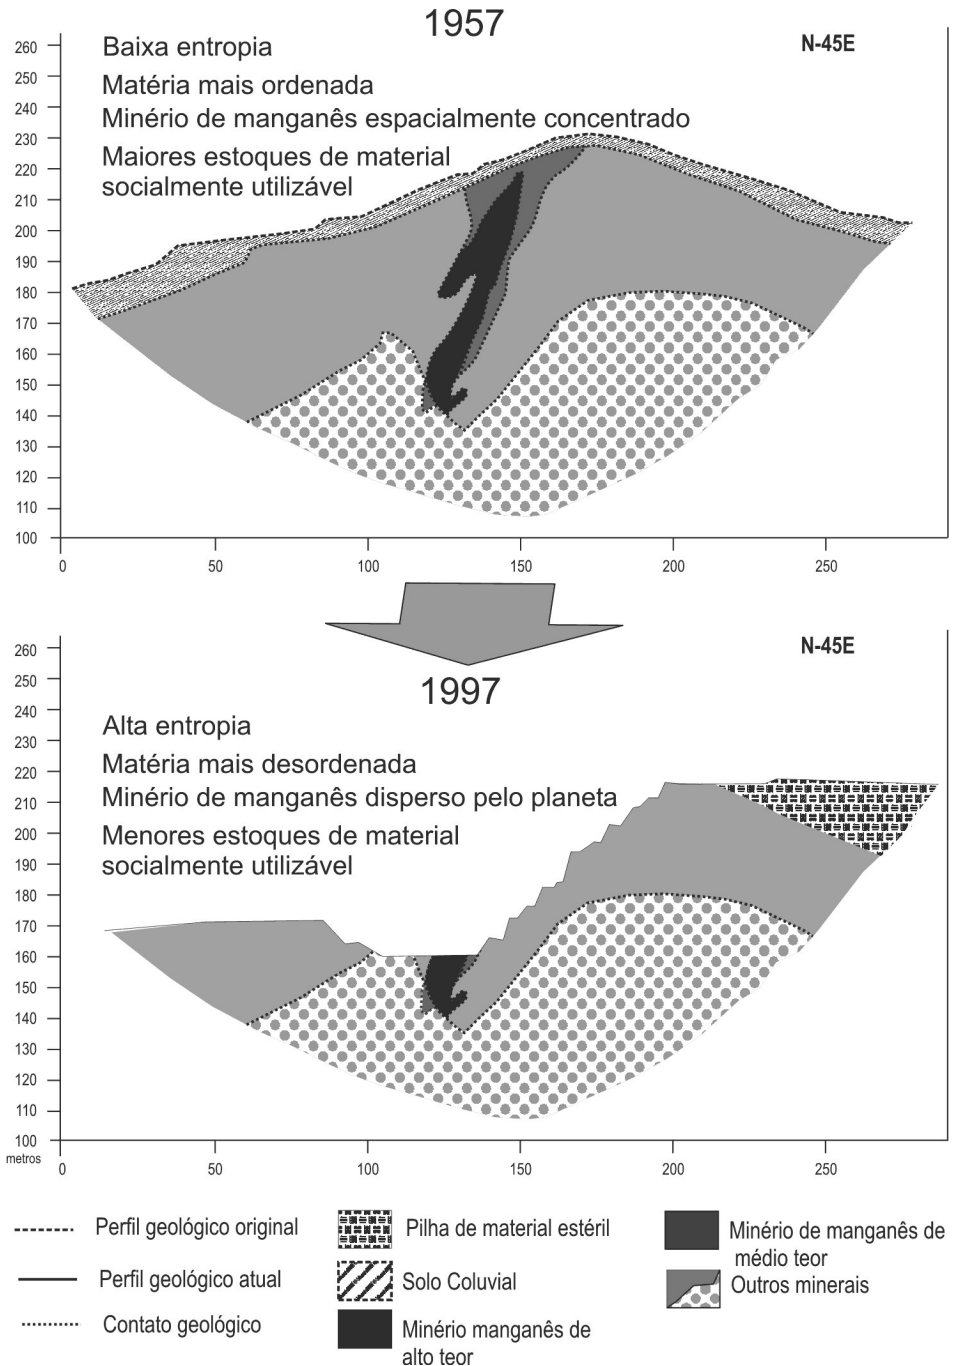 1957
N-45E
Baixa entropia
Matéria mais ordenada
Minério de manganês espacialmente concentrado
Maiores estoques de material
socialmente utilizável
260
250
240
230
220
210
200
190
180
170
160
150
140
130
120
110
100
0 50 100 150 200 250
1997
N-45E
Alta entropia
Matéria mais desordenada
Minério de manganês disperso pelo planeta
Menores estoques de material
socialmente utilizável
260
250
240
230
220
210
200
190
180
170
160
150
140
130
120
110
100
metros
0 50 100 150 200 250
Perfil geológico original
Perfil geológico atual
Contato geológico
Pilha de material estéril
Solo Coluvial
Minério manganês de
alto teor
Minério de manganês de
médio teor
Outros minerais